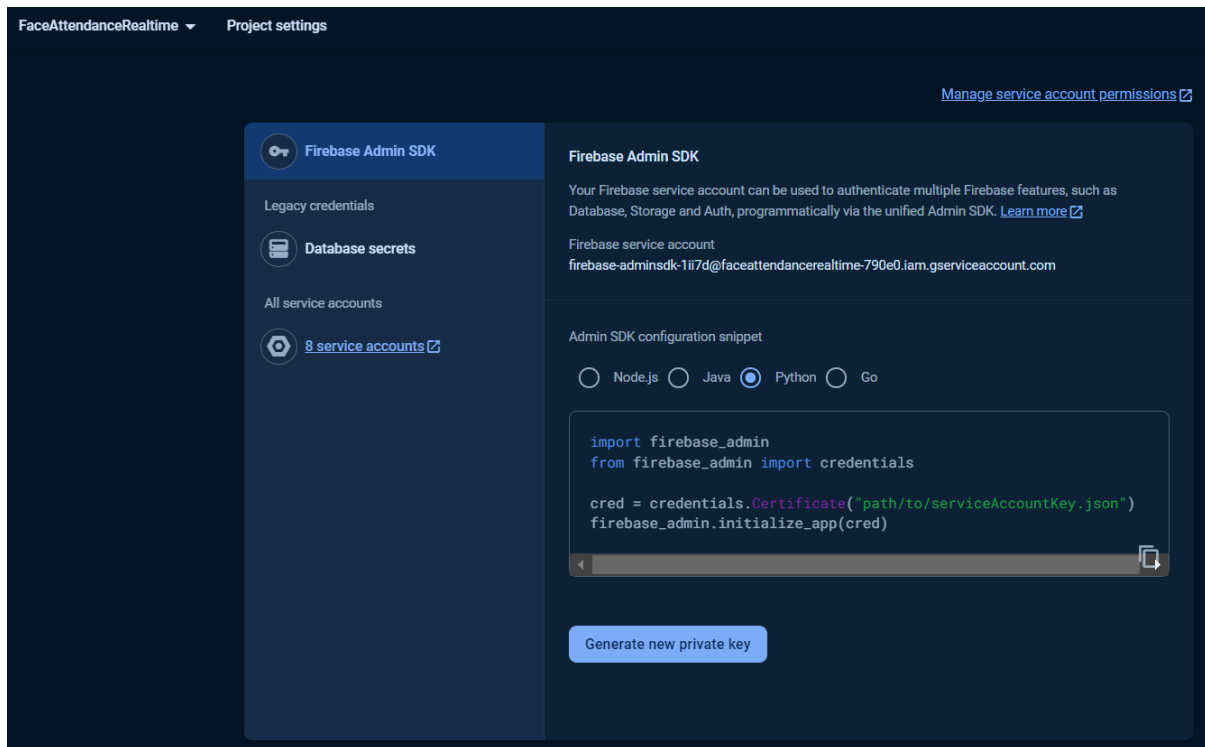 FaceAttendanceRealtime Project settings
Manage service account permissions
Firebase Admin SDK
Legacy credentials
Database secrets
All service accounts
8 service accounts
Firebase Admin SDK
Your Firebase service account can be used to authenticate multiple Firebase features, such as
Database, Storage and Auth, programmatically via the unified Admin SDK. Learn more
Firebase service account
firebase-adminsdk-1ii7d@faceattendancerealtime-790e0.iam.gserviceaccount.com
Admin SDK configuration snippet
Node.js Java Python Go
import firebase_admin
from firebase_admin import credentials
cred = credentials.Certificate("path/to/serviceAccountKey.json")
firebase_admin.initialize_app(cred)
Generate new private key